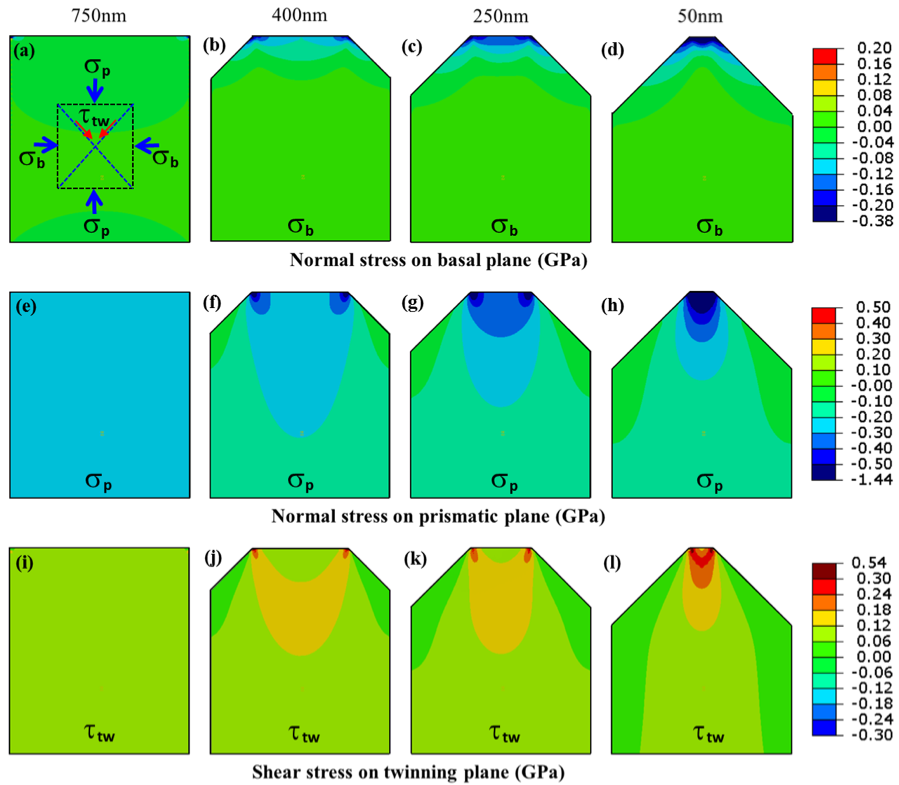 750nm 400nm 250nm 50nm
(a) (b) (c) (d)
σp
τtw
σb σb
σp
σb σb σb
0.20
0.16
0.12
0.08
0.04
0.00
-0.04
-0.08
-0.12
-0.16
-0.20
-0.38
Normal stress on basal plane (GPa)
(e) (f) (g) (h)
σp σp σp σp
0.50
0.40
0.30
0.20
0.10
-0.00
-0.10
-0.20
-0.30
-0.40
-0.50
-1.44
Normal stress on prismatic plane (GPa)
(i) (j) (k) (l)
τtw τtw τtw τtw
0.54
0.30
0.24
0.18
0.12
0.06
0.00
-0.06
-0.12
-0.18
-0.24
-0.30
Shear stress on twinning plane (GPa)